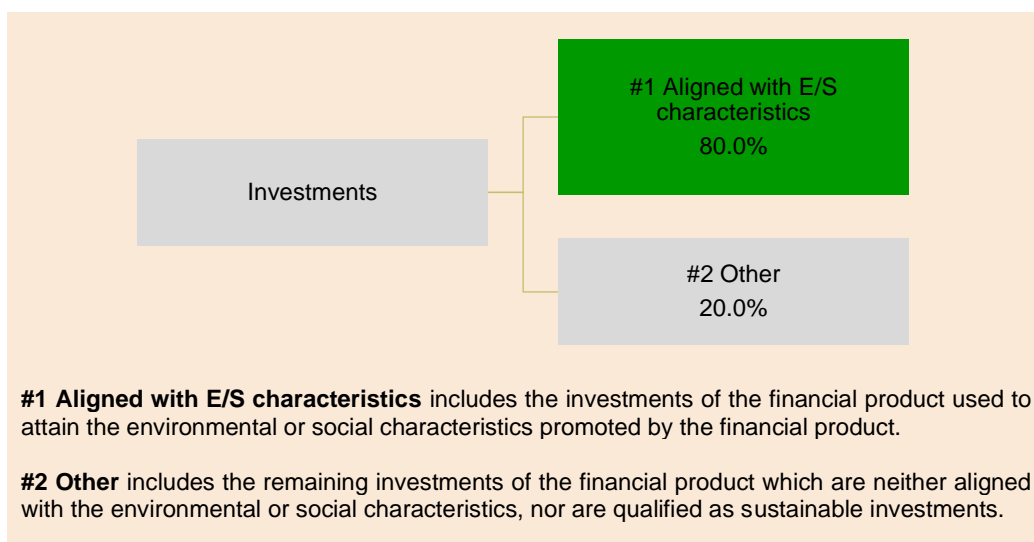 #1 Aligned with E/S
characteristics
80.0%
Investments
#2 Other
20.0%
#1 Aligned with E/S characteristics includes the investments of the financial product used to
attain the environmental or social characteristics promoted by the financial product.
#2 Other includes the remaining investments of the financial product which are neither aligned
with the environmental or social characteristics, nor are qualified as sustainable investments.